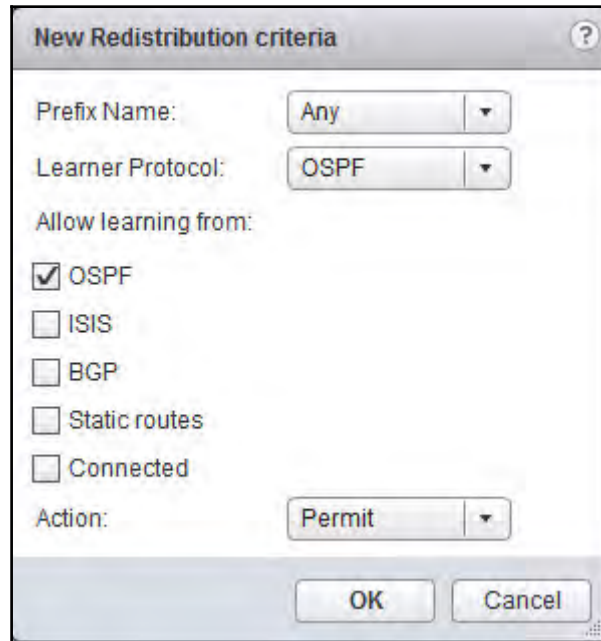 New Redistribution criteria ?
Prefix Name: Any
Learner Protocol: OSPF
Allow learning from:
OSPF
ISIS
BGP
Static routes
Connected
Action: Permit
OK Cancel